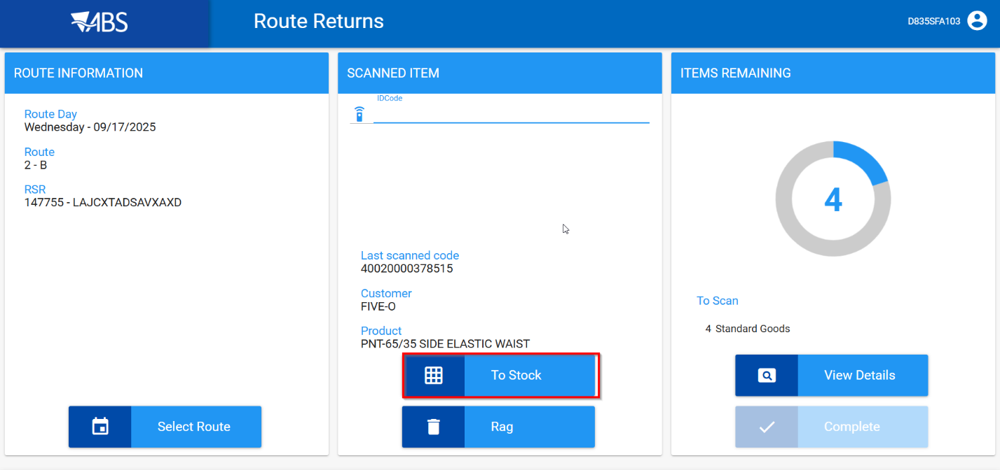 ABS
Route Returns
D835SFA103
ROUTE INFORMATION
Route Day
Wednesday - 09/17/2025
Route
2 - B
RSR
147755 - LAJCXTADSAVXAXD
Select Route
SCANNED ITEM
IDCode
Last scanned code
40020000378515
Customer
FIVE-O
Product
PNT-65/35 SIDE ELASTIC WAIST
To Stock
Rag
ITEMS REMAINING
4
To Scan
4 Standard Goods
View Details
Complete